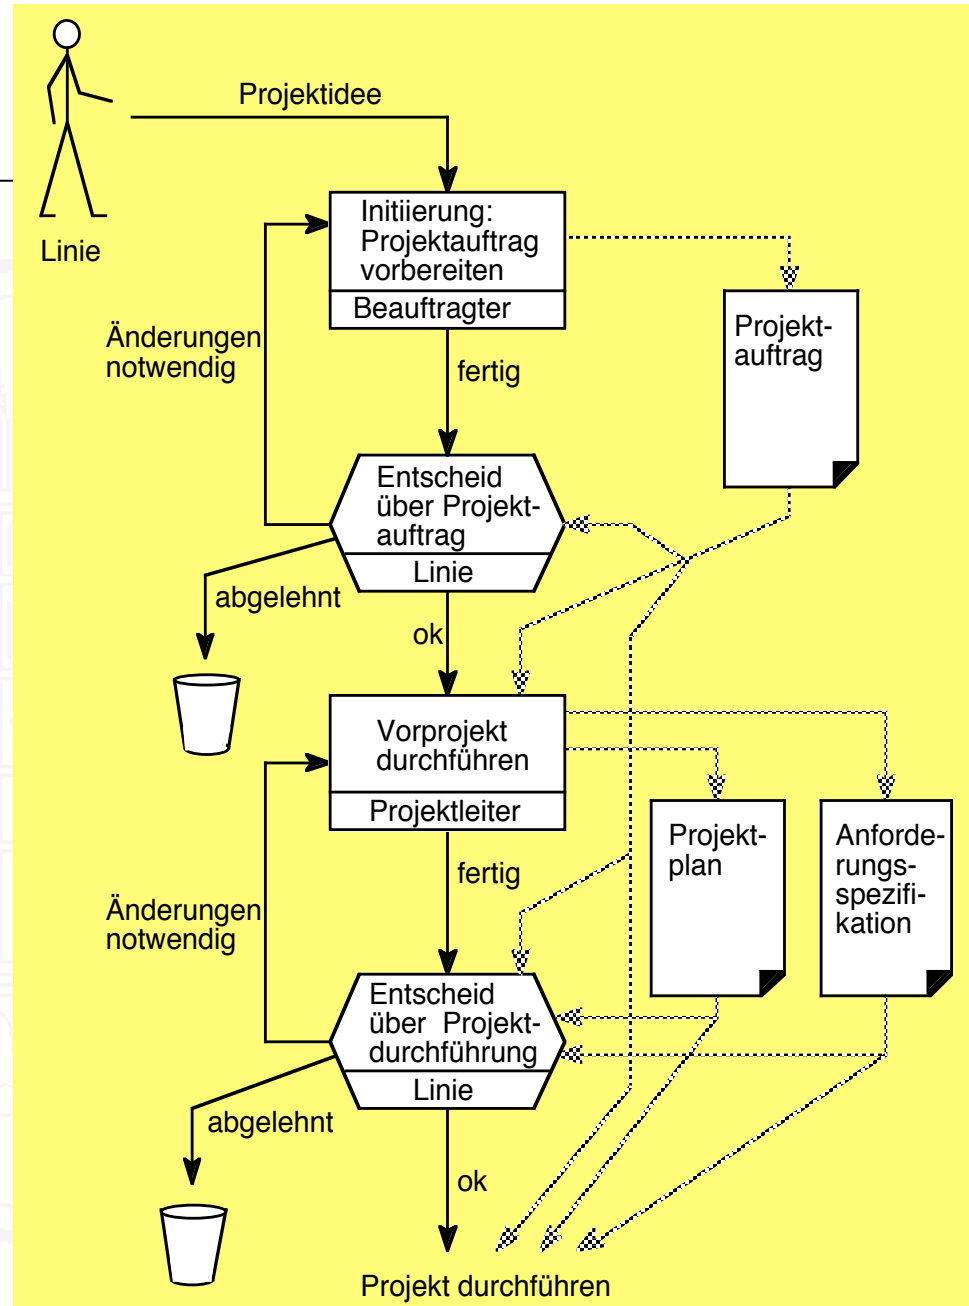 Projektidee
Linie
Initiierung:
Projektauftrag
vorbereiten
Beauftragter
Projekt-
auftrag
Änderungen
notwendig
fertig
Entscheid
über Projekt-
auftrag
Linie
abgelehnt
ok
Vorprojekt
durchführen
Projektleiter
Projekt-
plan
Anforde-
rungs-
spezifi-
kation
Änderungen
notwendig
fertig
Entscheid
über Projekt-
durchführung
Linie
abgelehnt
ok
Projekt durchführen